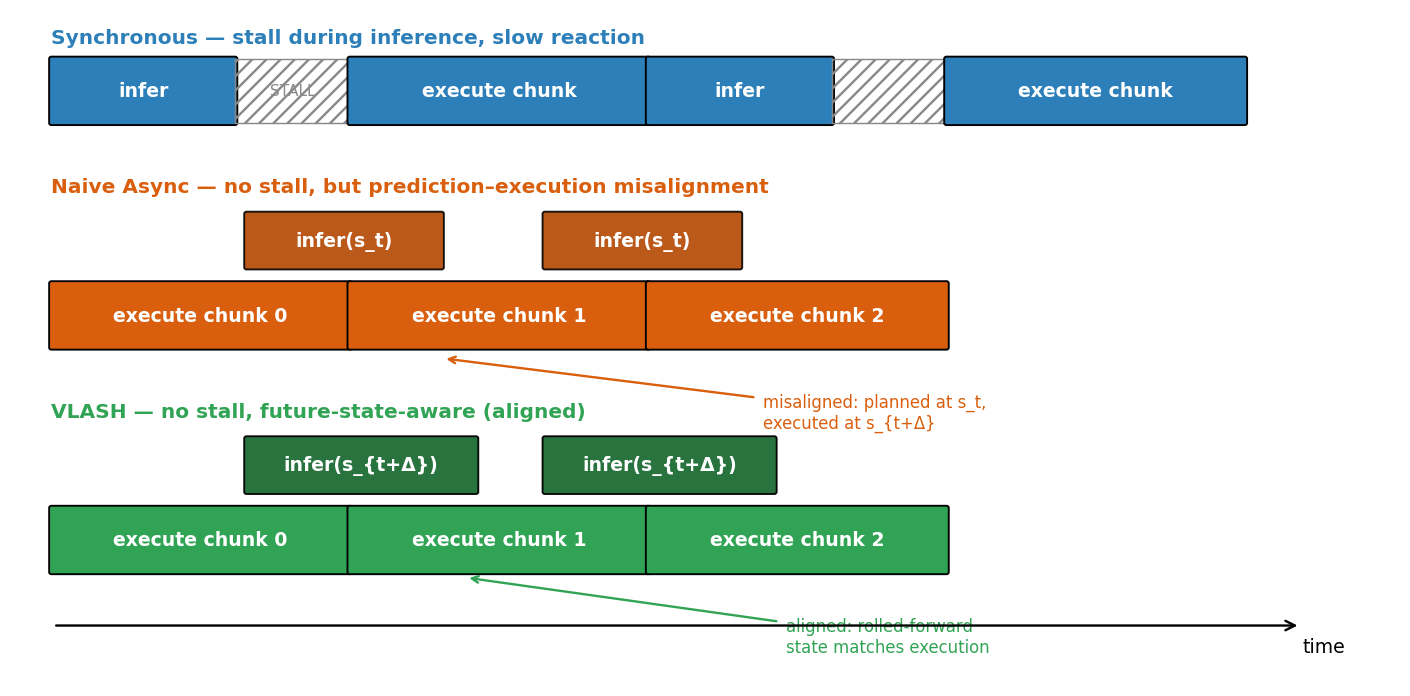 Synchronous — stall during inference, slow reaction
infer
STALL
execute chunk
infer
execute chunk
Naive Async — no stall, but prediction–execution misalignment
infer(s_t)
infer(s_t)
execute chunk 0
execute chunk 1
execute chunk 2
misaligned: planned at s_t,
executed at s_{t+Δ}
VLASH — no stall, future-state-aware (aligned)
infer(s_{t+Δ})
infer(s_{t+Δ})
execute chunk 0
execute chunk 1
execute chunk 2
aligned: rolled-forward
state matches execution
time